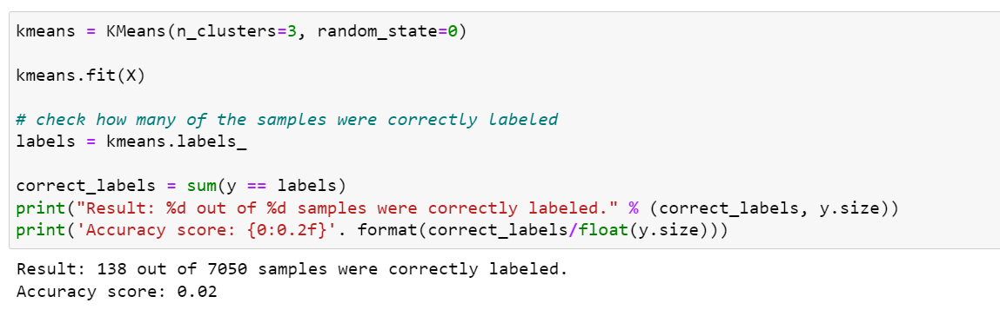 kmeans = KMeans(n_clusters=3, random_state=0)
kmeans.fit(X)
# check how many of the samples were correctly labeled
labels = kmeans.labels_
correct_labels = sum(y == labels)
print("Result: %d out of %d samples were correctly labeled." % (correct_labels, y.size))
print('Accuracy score: {0:0.2f}'. format(correct_labels/float(y.size)))
Result: 138 out of 7050 samples were correctly labeled.
Accuracy score: 0.02